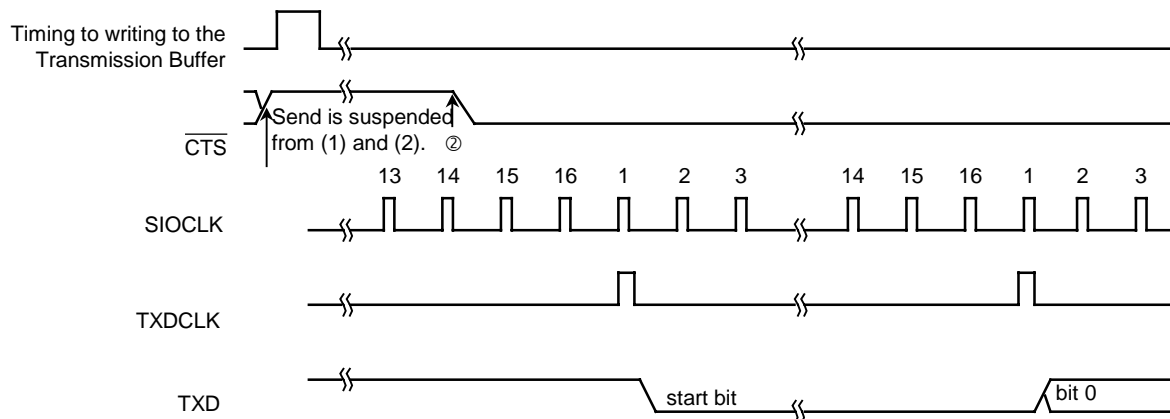 Timing to writing to the
Transmission Buffer
Send is suspended
from (1) and (2). ②
CTS
13 14 15 16 1 2 3 14 15 16 1 2 3
SIOCLK
TXDCLK
start bit bit 0
TXD